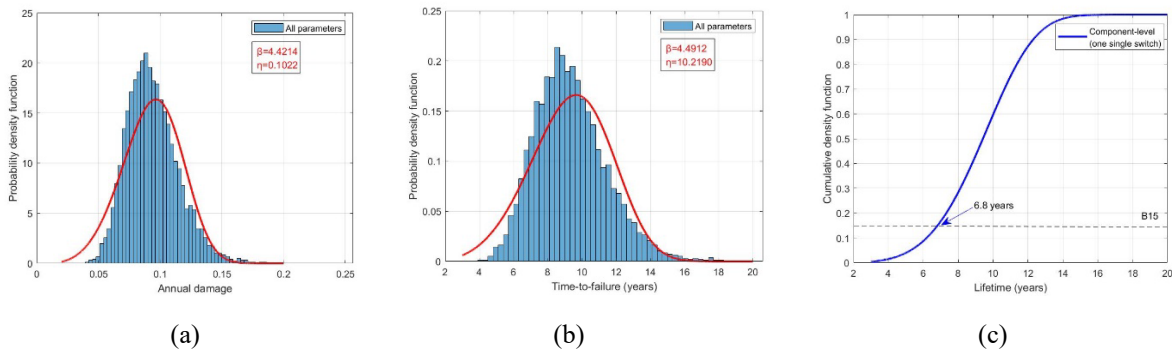 Probability density function
25
20
15
10
5
0
0
0.05
0.1
0.15
0.2
0.25
Annual damage
All parameters
β=4.4214
η=0.1022
(a)
Probability density function
0.25
0.2
0.15
0.1
0.05
0
2
4
6
8
10
12
14
16
18
20
Time-to-failure (years)
All parameters
β=4.4912
η=10.2190
(b)
Cumulative density function
1
0.9
0.8
0.7
0.6
0.5
0.4
0.3
0.2
0.1
0
2
4
6
8
10
12
14
16
18
20
Lifetime (years)
Component-level
(one single switch)
6.8 years
B15
(c)